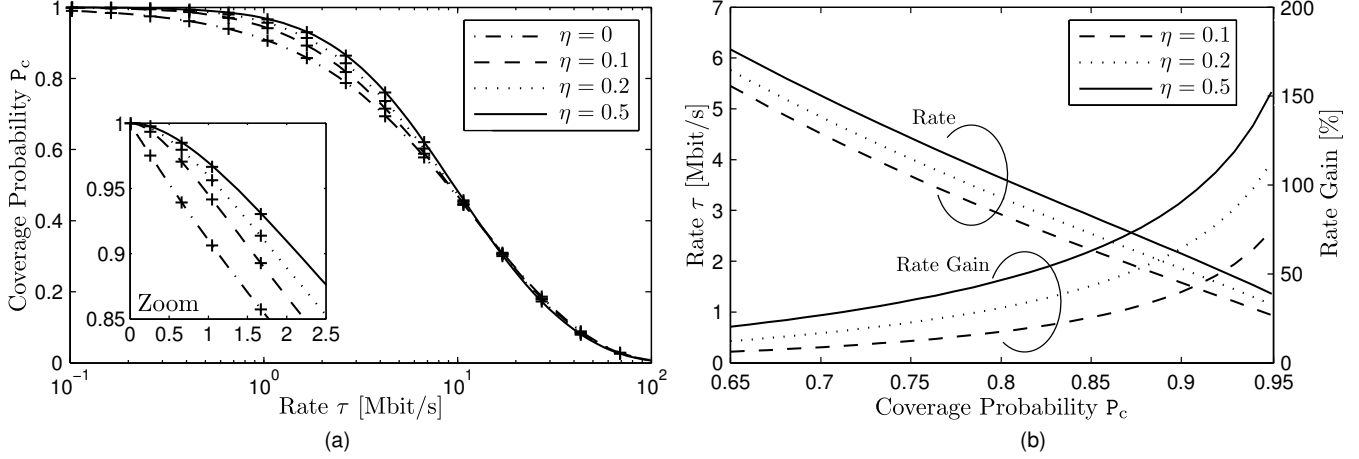 1
0.8
0.6
0.4
0.2
0
Coverage Probability P_c
η = 0
η = 0.1
η = 0.2
η = 0.5
1
0.95
0.9
0.85
Zoom
0 0.5 1.0 1.5 2 2.5
10^−1 10^0 10^1 10^2
Rate τ [Mbit/s]
(a)
7
6
5
4
3
2
1
0
Rate τ [Mbit/s]
η = 0.1
η = 0.2
η = 0.5
Rate
Rate Gain
200
150
100
50
0
Rate Gain [%]
0.65 0.7 0.75 0.8 0.85 0.9 0.95
Coverage Probability P_c
(b)